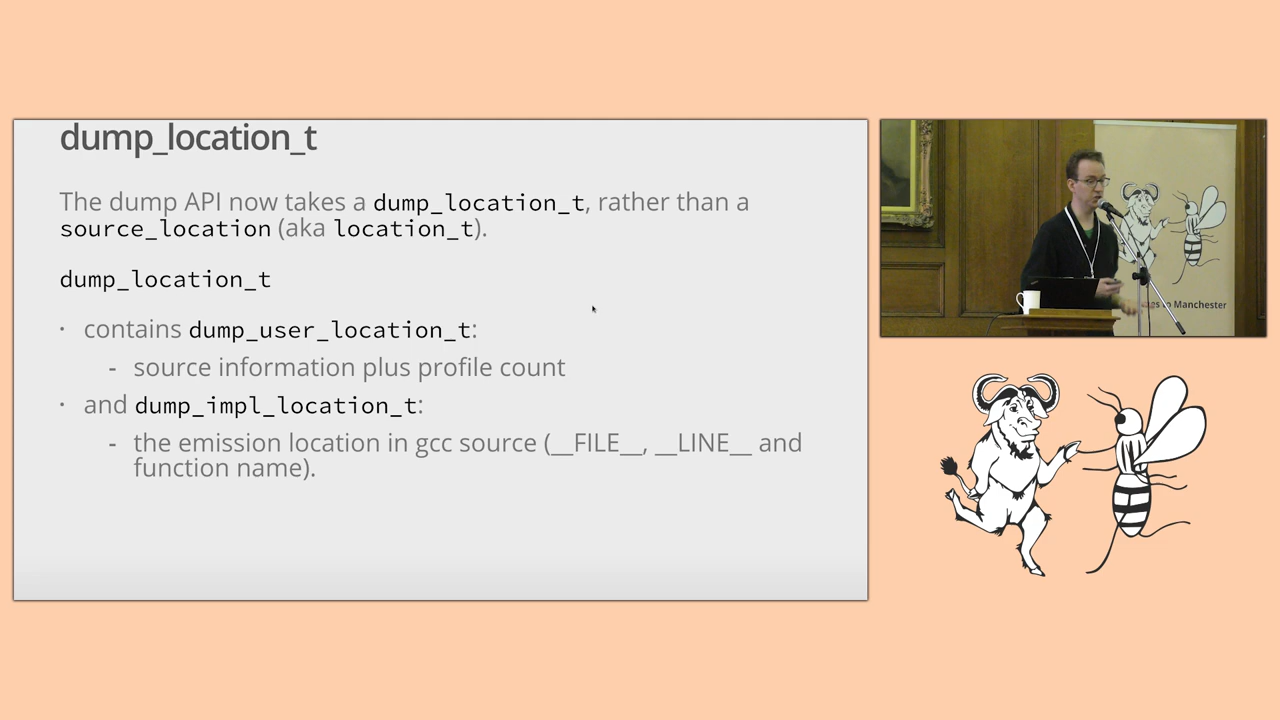 dump_location_t
The dump API now takes a dump_location_t, rather than a
source_location (aka location_t).
dump_location_t
· contains dump_user_location_t:
- source information plus profile count
· and dump_impl_location_t:
- the emission location in gcc source (__FILE__, __LINE__ and
function name).
to Manchester